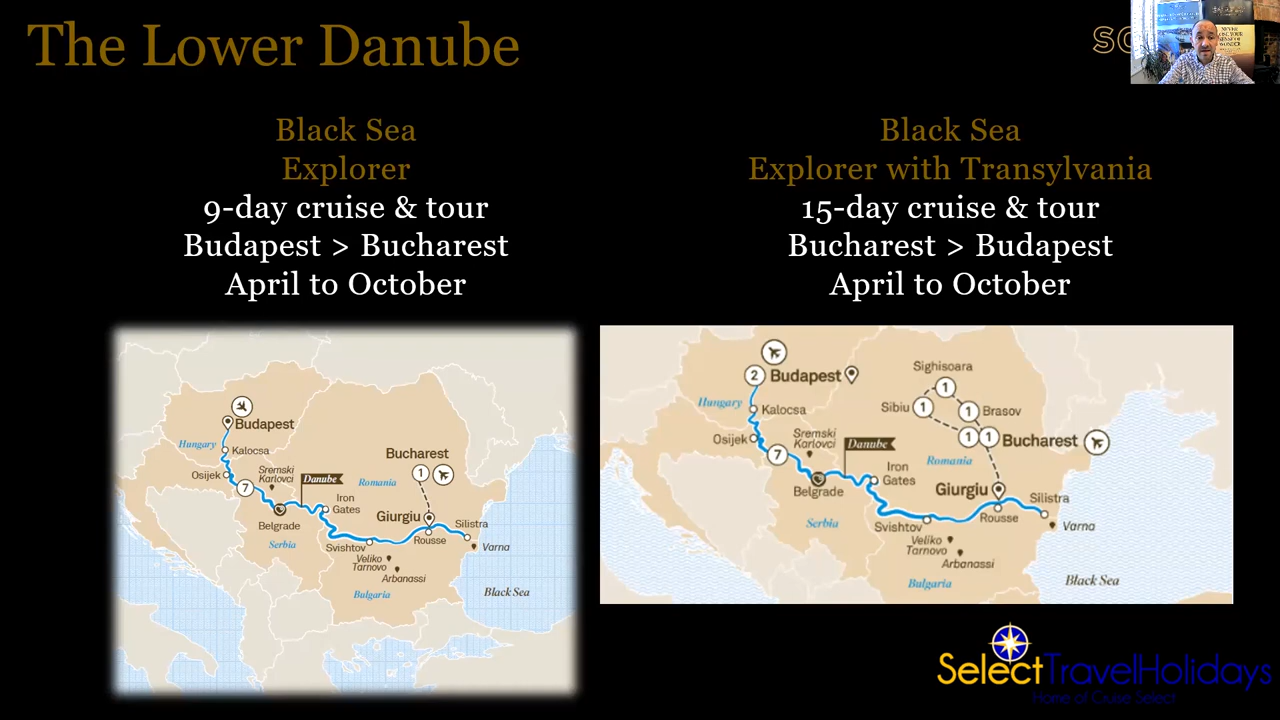 The Lower Danube
Black Sea
Explorer
9-day cruise & tour
Budapest > Bucharest
April to October
Black Sea
Explorer with Transylvania
15-day cruise & tour
Bucharest > Budapest
April to October
Budapest
Hungary
Kalocsa
Osijek
7
Sremski
Karlovci
Danube
Belgrade
Serbia
Iron
Gates
Romania
Bucharest
1
Giurgiu
Silistra
Rousse
Svishtov
Varna
Veliko
Tarnovo
Arbanassi
Bulgaria
Black Sea
2
Budapest
Hungary
Kalocsa
Osijek
7
Sremski
Karlovci
Danube
Belgrade
Serbia
Iron
Gates
Sighisoara
1
Sibiu
1
1
Brasov
1
1
Bucharest
Romania
Giurgiu
Silistra
Rousse
Svishtov
Varna
Veliko
Tarnovo
Arbanassi
Bulgaria
Black Sea
SelectTravelHolidays
Home of Cruise Select